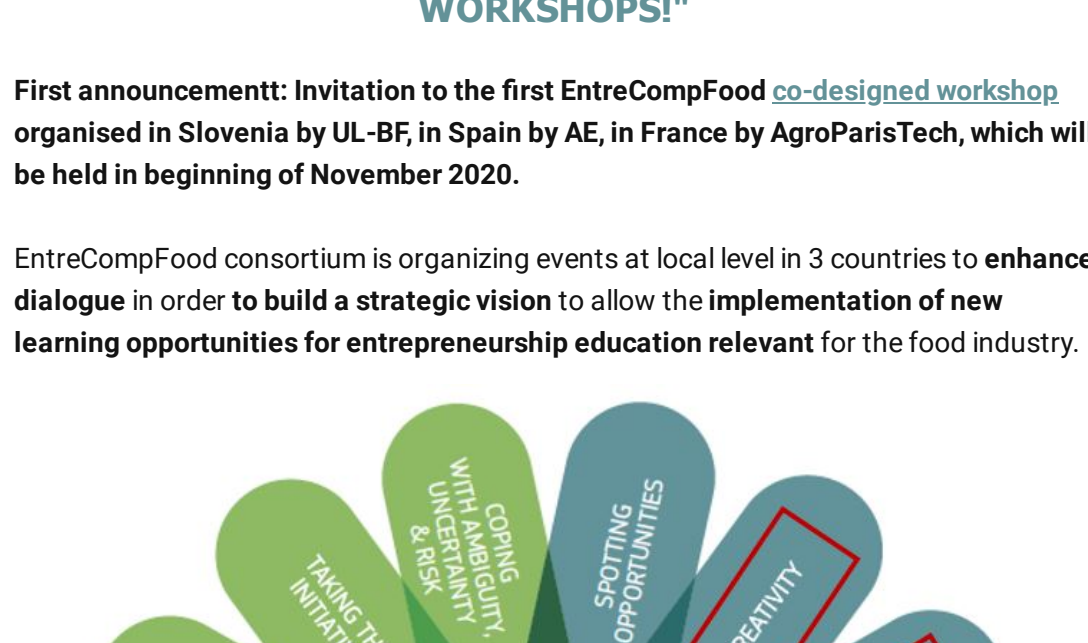 WORKSHOPS!"
First announcementt: Invitation to the first EntreCompFood co-designed workshop
organised in Slovenia by UL-BF, in Spain by AE, in France by AgroParisTech, which will
be held in beginning of November 2020.
EntreCompFood consortium is organizing events at local level in 3 countries to enhance
dialogue in order to build a strategic vision to allow the implementation of new
learning opportunities for entrepreneurship education relevant for the food industry.
TAKING
COPING
WITH AMBIGUITY,
UNCERTAINTY
& RISK
SPOTTING
OPPORTUNITIES